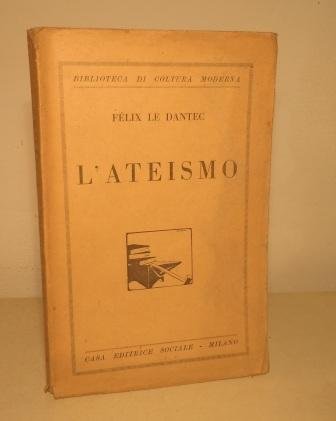 BIBLIOTECA DI COLTURA MODERNA
FÉLIX LE DANTEC
L'ATEISMO
CASA EDITRICE SOCIALE - MILANO